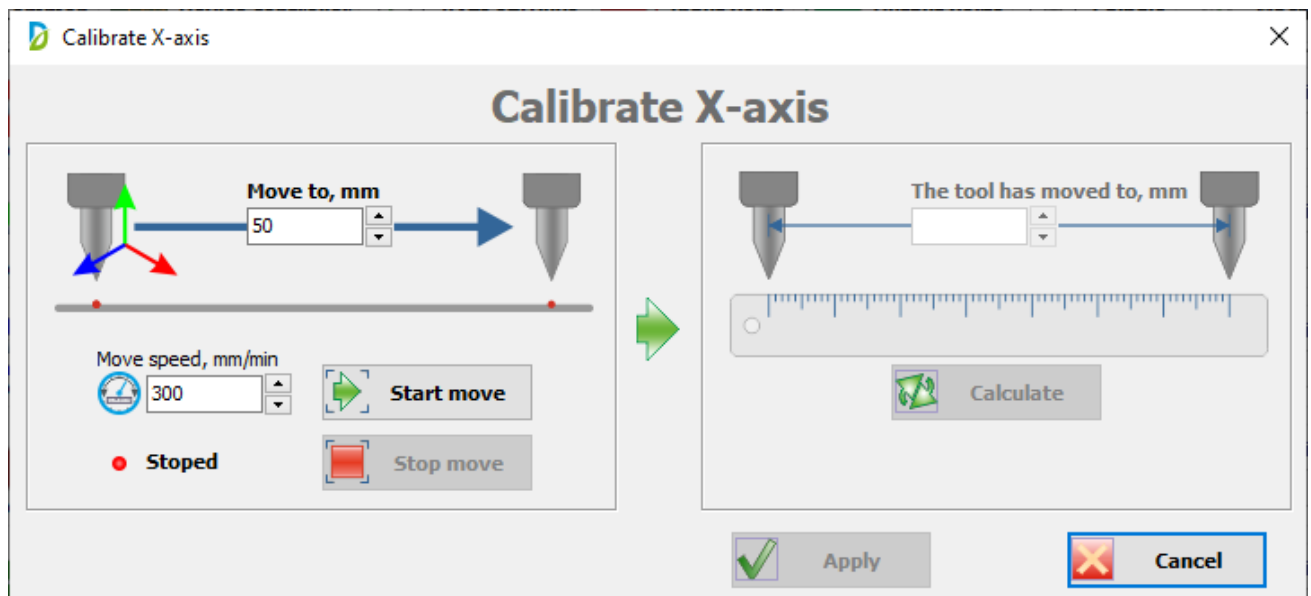 Calibrate X-axis
Calibrate X-axis
Move to, mm
50
Move speed, mm/min
300
Start move
Stoped
Stop move
The tool has moved to, mm
Calculate
Apply
Cancel